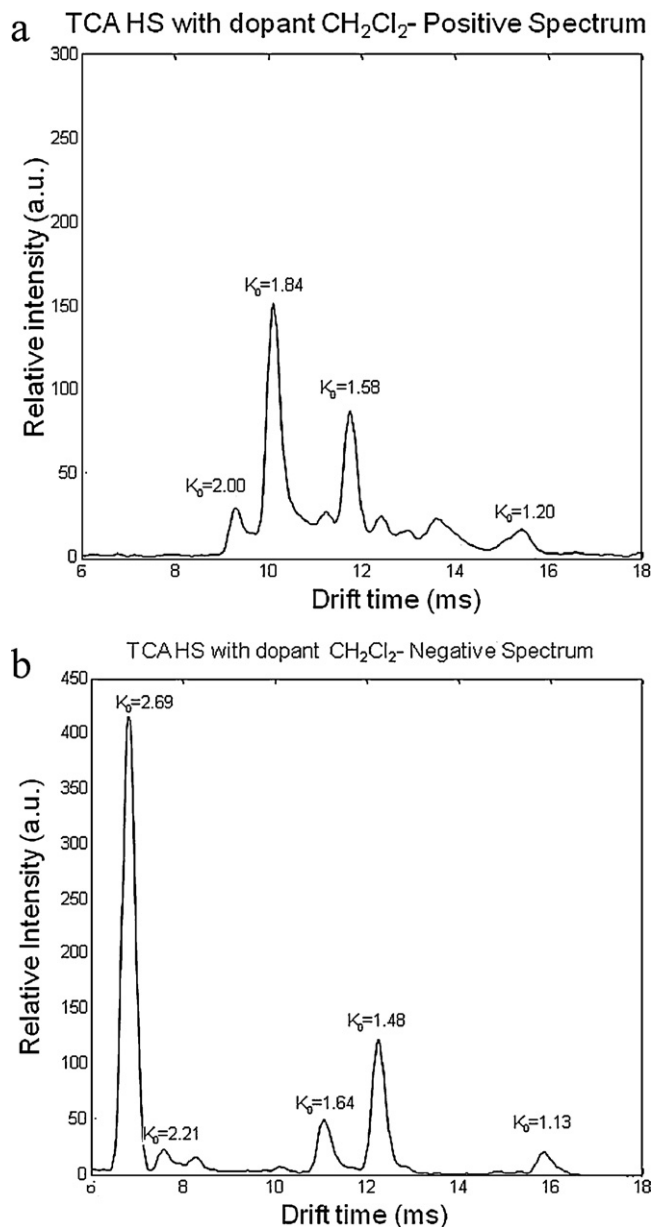 a
TCA HS with dopant CH₂Cl₂- Positive Spectrum
300
250
200
150
100
50
0
Relative intensity (a.u.)
K₀=2.00
K₀=1.84
K₀=1.58
K₀=1.20
6 8 10 12 14 16 18
Drift time (ms)
b
TCA HS with dopant CH₂Cl₂- Negative Spectrum
450
400
350
300
250
200
150
100
50
0
Relative Intensity (a.u.)
K₀=2.69
K₀=2.21
K₀=1.64
K₀=1.48
K₀=1.13
6 8 10 12 14 16 18
Drift time (ms)